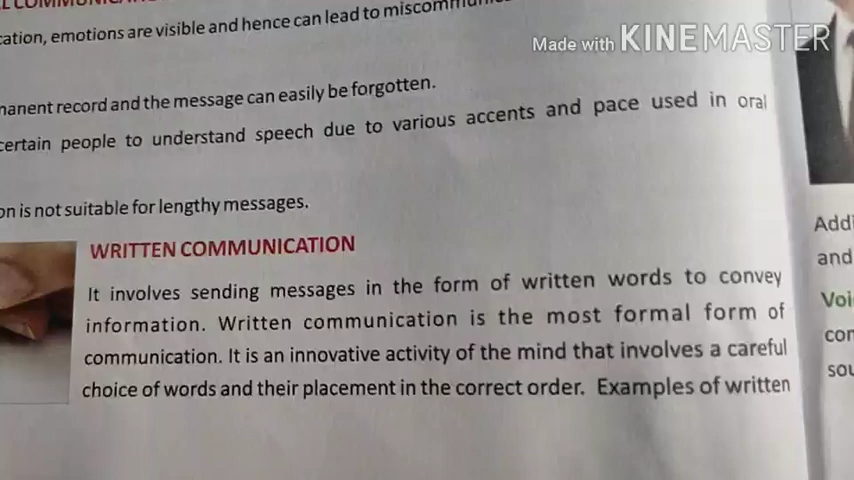 cation, emotions are visible and hence can lead to
Made with KINEMASTER
manent record and the message can easily be forgotten.
certain people to understand speech due to various accents and pace used in oral
on is not suitable for lengthy messages.
WRITTEN COMMUNICATION
It involves sending messages in the form of written words to convey
information. Written communication is the most formal form of
communication. It is an innovative activity of the mind that involves a careful
choice of words and their placement in the correct order. Examples of written
Addi
and
Voi
con
sou